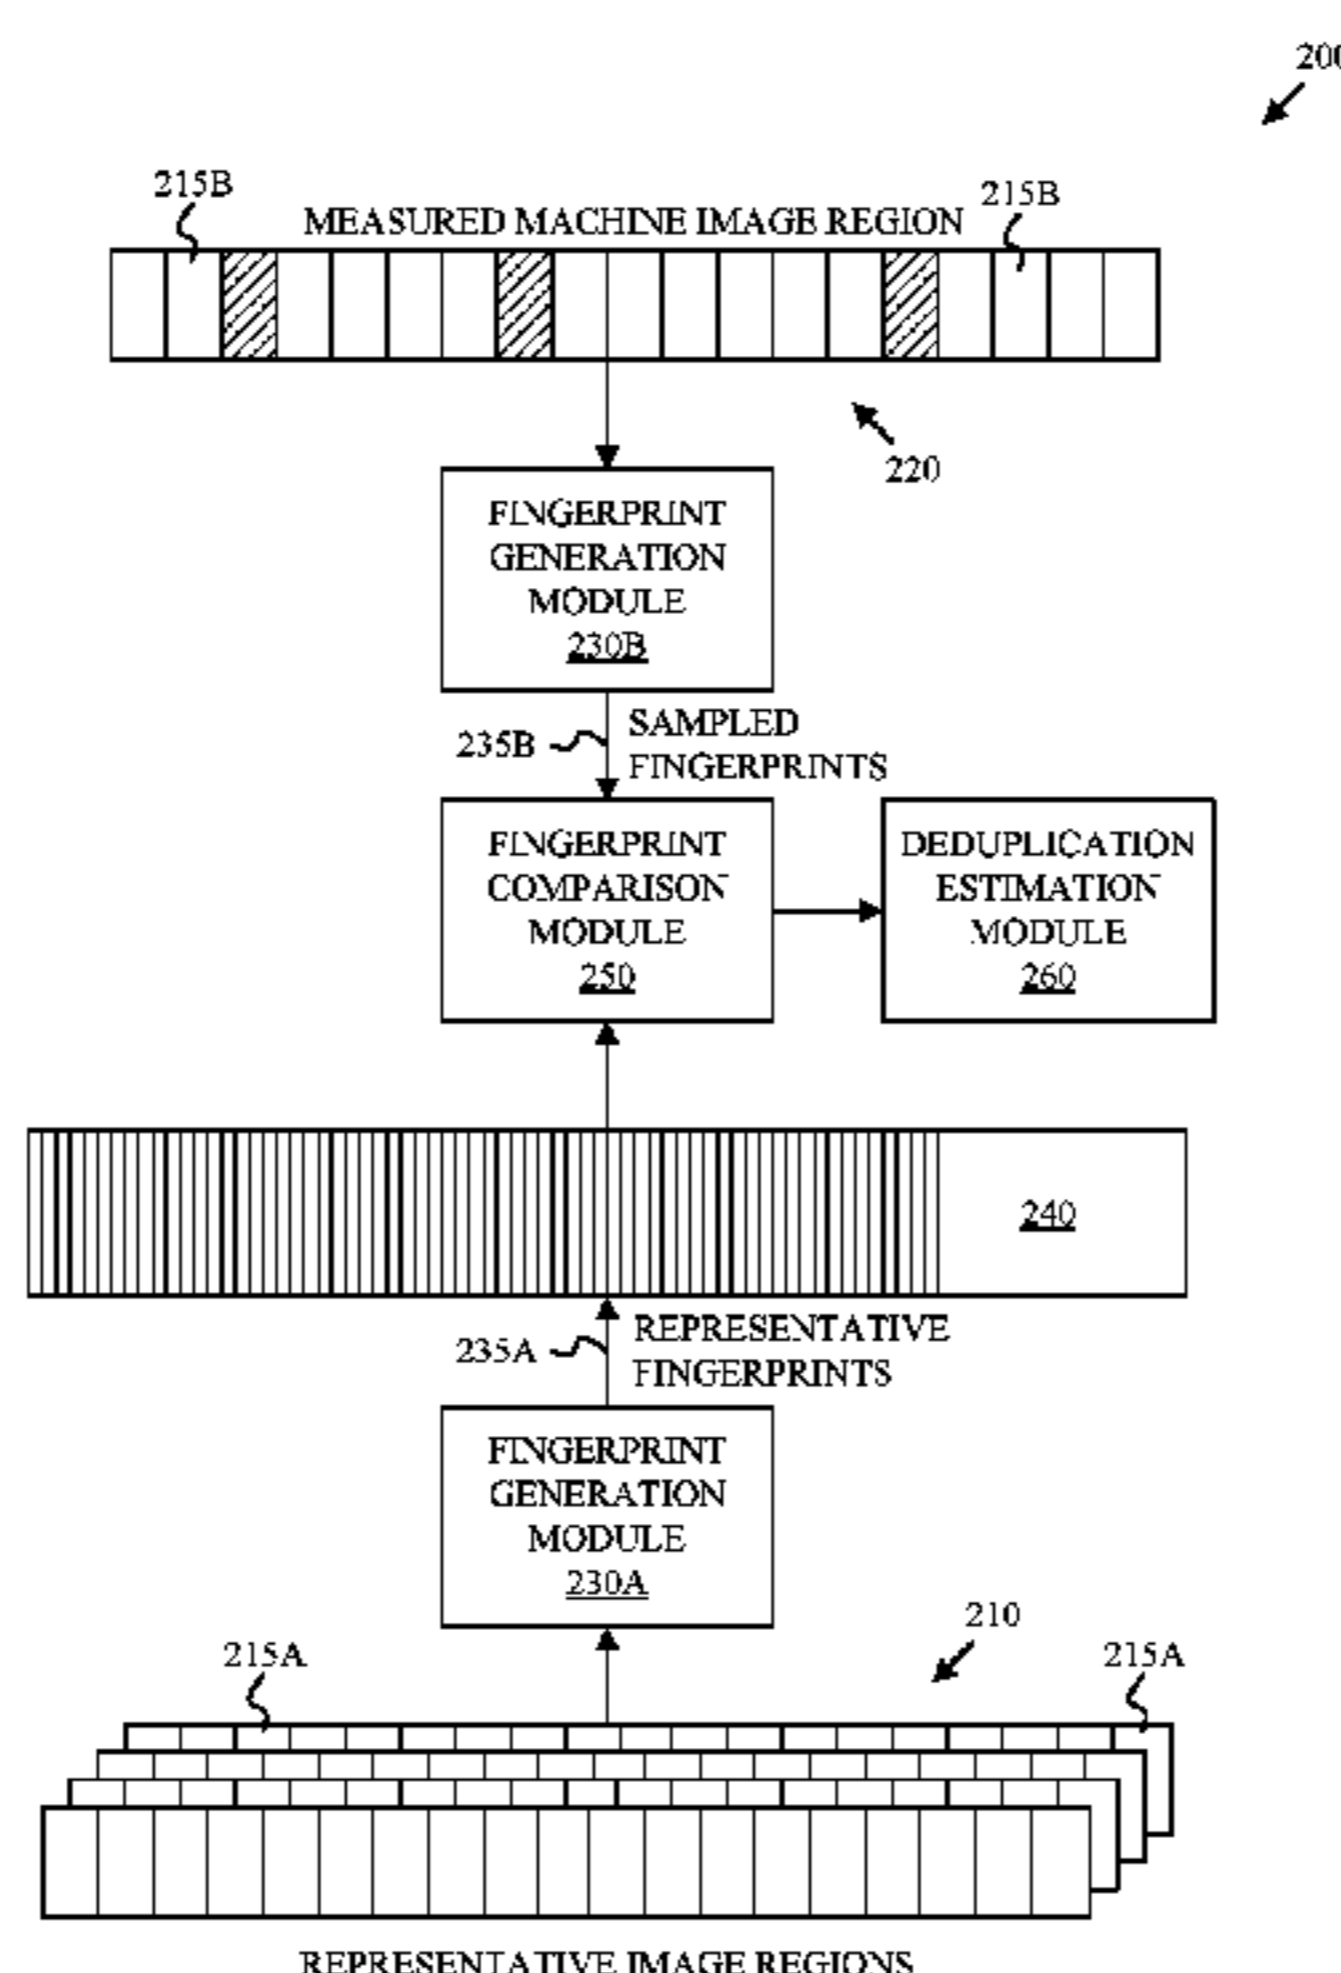 200
215B
MEASURED MACHINE IMAGE REGION
215B
220
FINGERPRINT
GENERATION
MODULE
230B
235B
SAMPLED
FINGERPRINTS
FINGERPRINT
COMPARISON
MODULE
250
DEDUPLICATION
ESTIMATION
MODULE
260
240
235A
REPRESENTATIVE
FINGERPRINTS
FINGERPRINT
GENERATION
MODULE
230A
210
215A
215A
REPRESENTATIVE IMAGE REGIONS